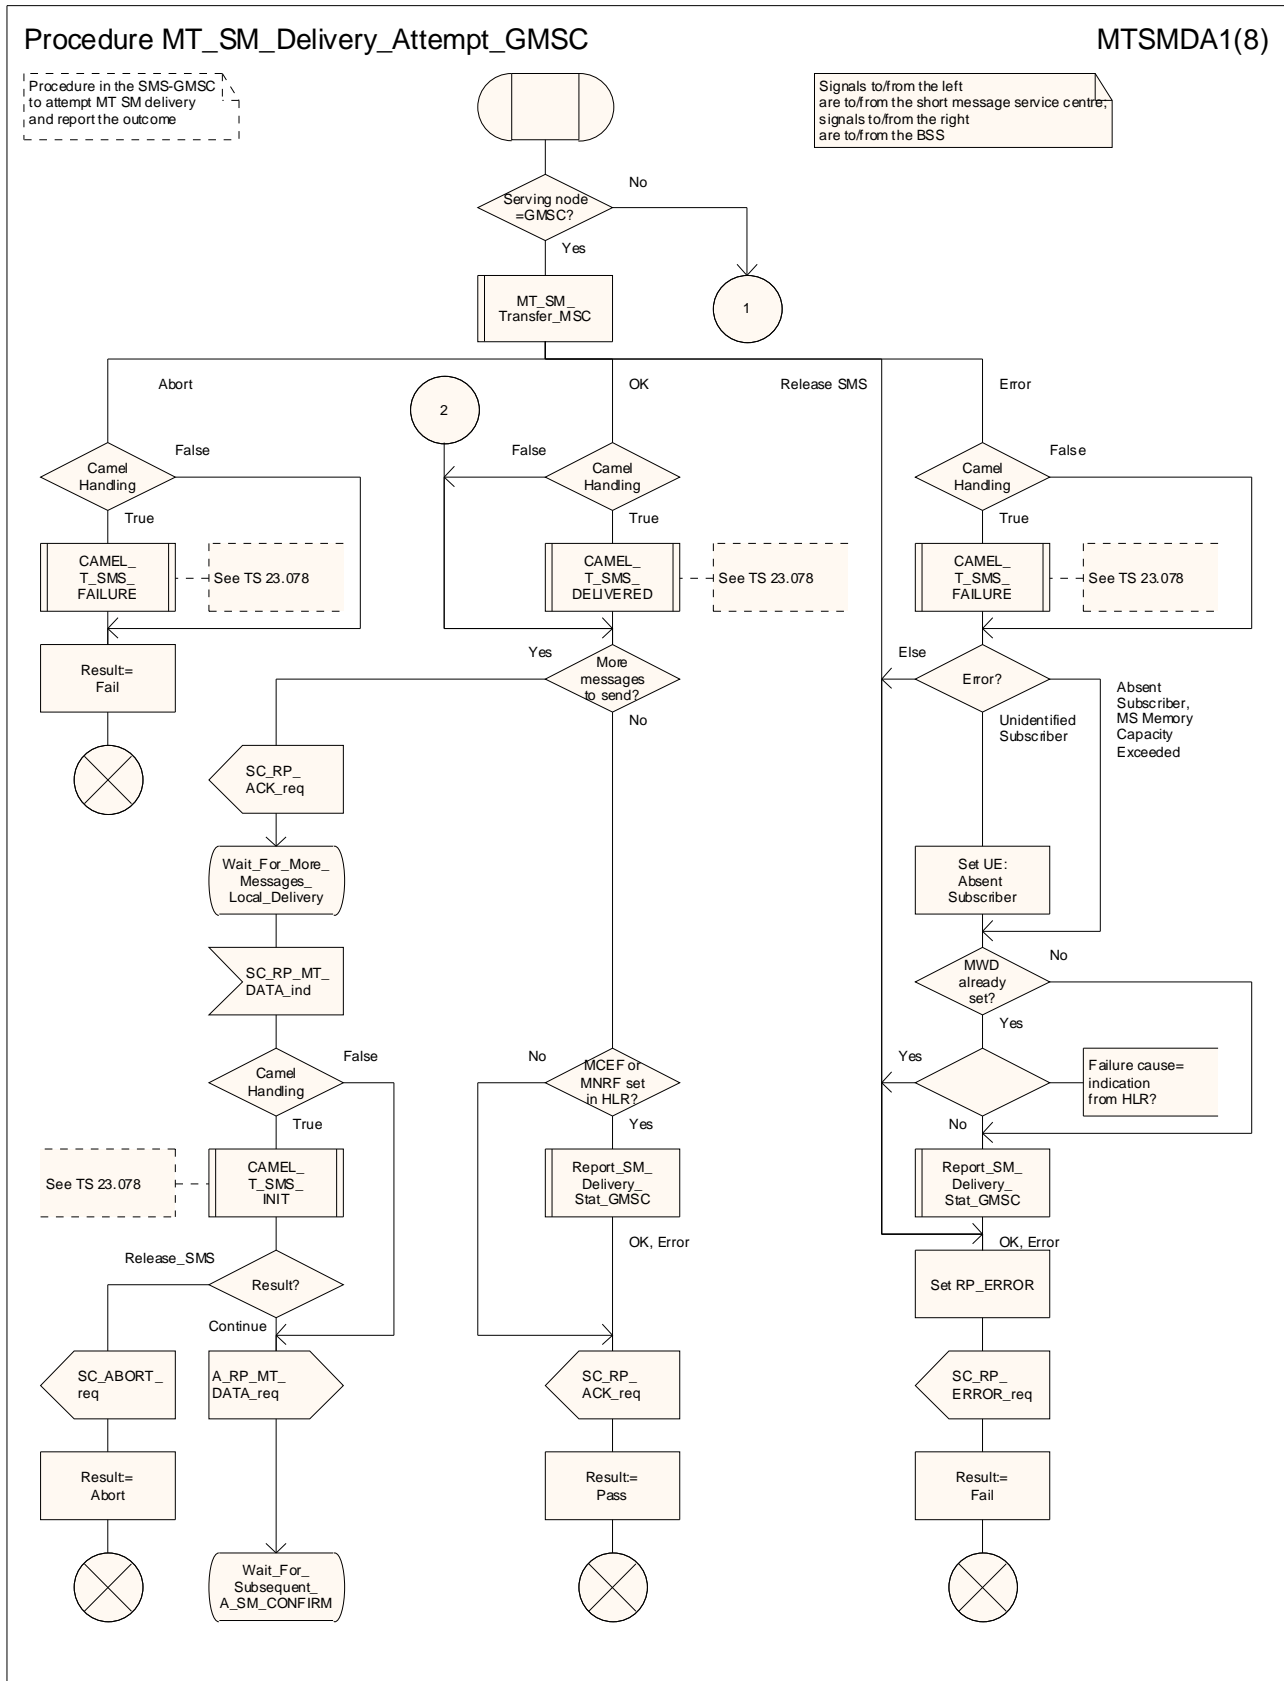 Procedure MT_SM_Delivery_Attempt_GMSC
MTSMDA1(8)
Procedure in the SMS-GMSC
to attempt MT SM delivery
and report the outcome
Signals to/from the left
are to/from the short message service centre;
signals to/from the right
are to/from the BSS
Serving node
=GMSC?
No
Yes
MT_SM_
Transfer_MSC
1
Abort
OK
Release SMS
Error
2
Camel
Handling
False
True
CAMEL_
T_SMS_
FAILURE
See TS 23.078
Result:=
Fail
False
Camel
Handling
True
CAMEL_
T_SMS_
DELIVERED
See TS 23.078
Yes
More
messages
to send?
No
SC_RP_
ACK_req
Wait_For_More_
Messages_
Local_Delivery
SC_RP_MT_
DATA_ind
Camel
Handling
False
True
See TS 23.078
CAMEL_
T_SMS_
INIT
Release_SMS
Result?
Continue
SC_ABORT_
req
A_RP_MT_
DATA_req
Result:=
Abort
Wait_For_
Subsequent_
A_SM_CONFIRM
No
MCEF or
MNRF set
in HLR?
Yes
Report_SM_
Delivery_
Stat_GMSC
OK, Error
SC_RP_
ACK_req
Result:=
Pass
Camel
Handling
False
True
CAMEL_
T_SMS_
FAILURE
See TS 23.078
Else
Error?
Unidentified
Subscriber
Absent
Subscriber,
MS Memory
Capacity
Exceeded
Set UE:
Absent
Subscriber
MWD
already
set?
No
Yes
Yes
Failure cause=
indication
from HLR?
No
Report_SM_
Delivery_
Stat_GMSC
OK, Error
Set RP_ERROR
SC_RP_
ERROR_req
Result:=
Fail